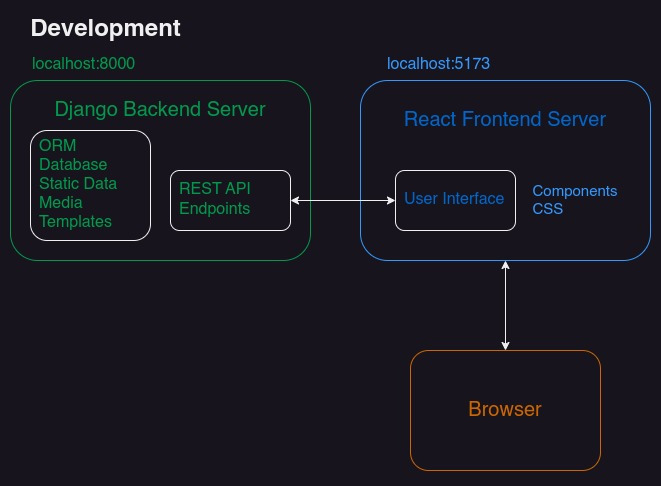 Development
localhost:8000
Django Backend Server
ORM
Database
Static Data
Media
Templates
REST API
Endpoints
localhost:5173
React Frontend Server
User Interface
Components
CSS
Browser